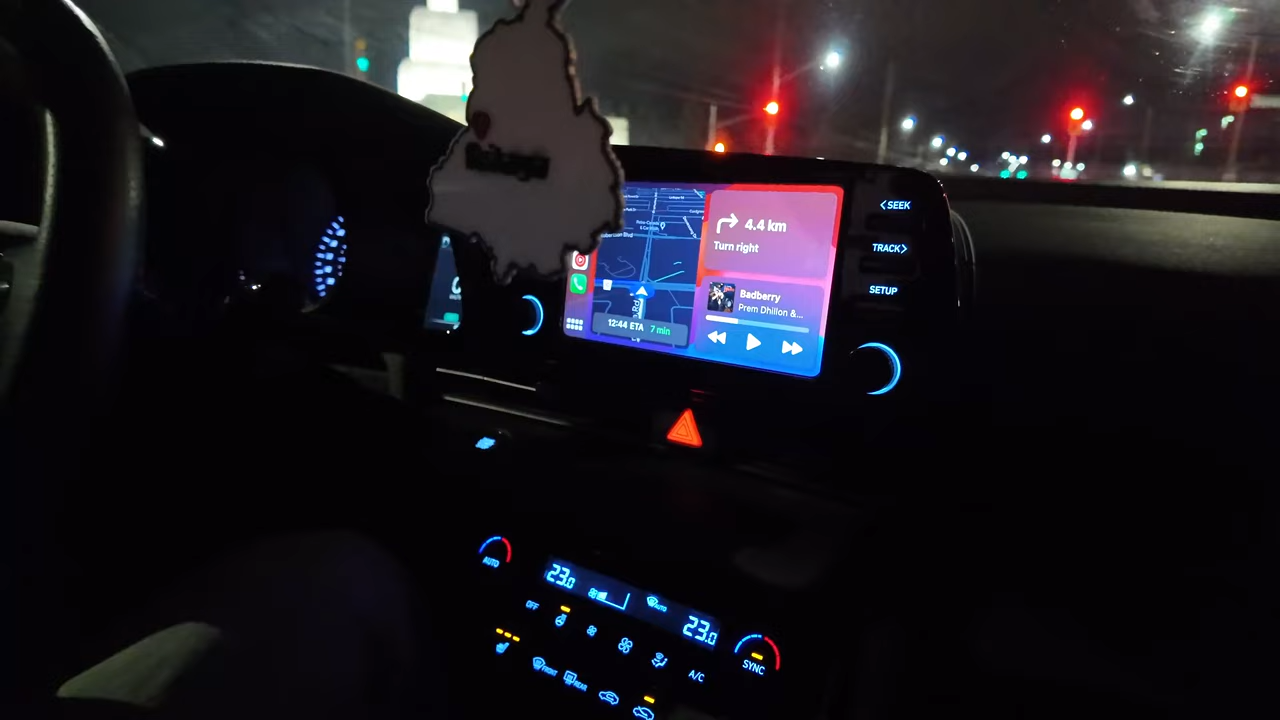 <SEEK
TRACK>
SETUP
4.4 km
Turn right
Badberry
Prem Dhillon &...
12:44 ETA 7 min
AUTO
23.0
AUTO
23.0
OFF
SYNC
A/C
FRONT
REAR